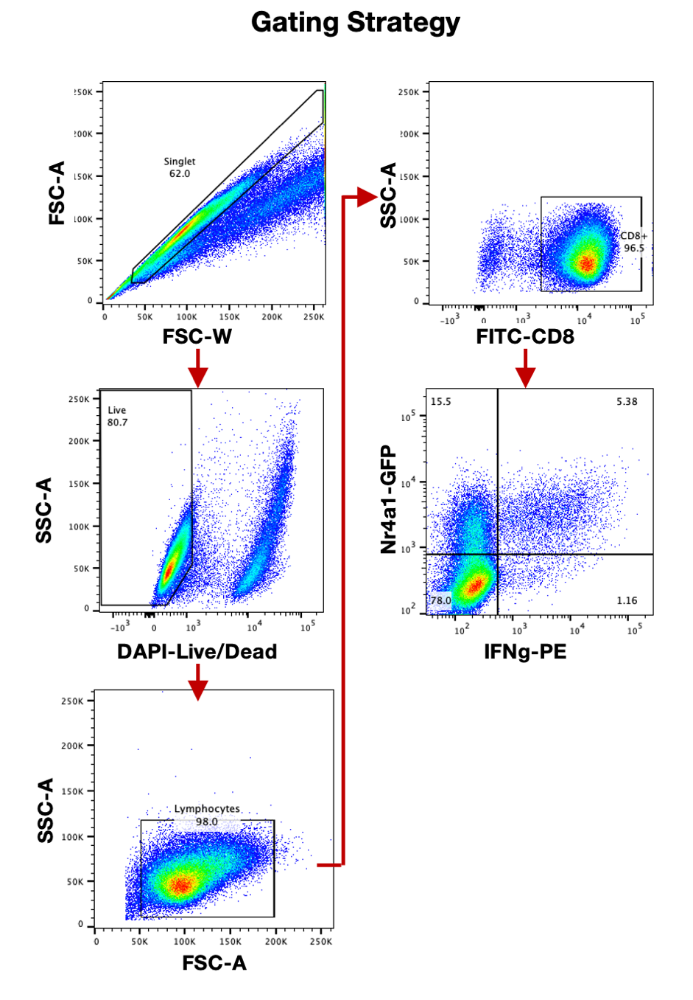 Gating Strategy
250K
200K
150K
100K
50K
0
FSC-A
Singlet
62.0
0 50K 100K 150K 200K 250K
FSC-W
250K
200K
150K
100K
50K
0
SSC-A
Live
80.7
-10³ 0 10³ 10⁴ 10⁵
DAPI-Live/Dead
250K
200K
150K
100K
50K
0
SSC-A
Lymphocytes
98.0
0 50K 100K 150K 200K 250K
FSC-A
250K
200K
150K
100K
50K
0
SSC-A
CD8+
96.5
-10³ 0 10³ 10⁴ 10⁵
FITC-CD8
10⁵
10⁴
10³
10²
Nr4a1-GFP
15.5 5.38
78.0 1.16
10² 10³ 10⁴ 10⁵
IFNg-PE